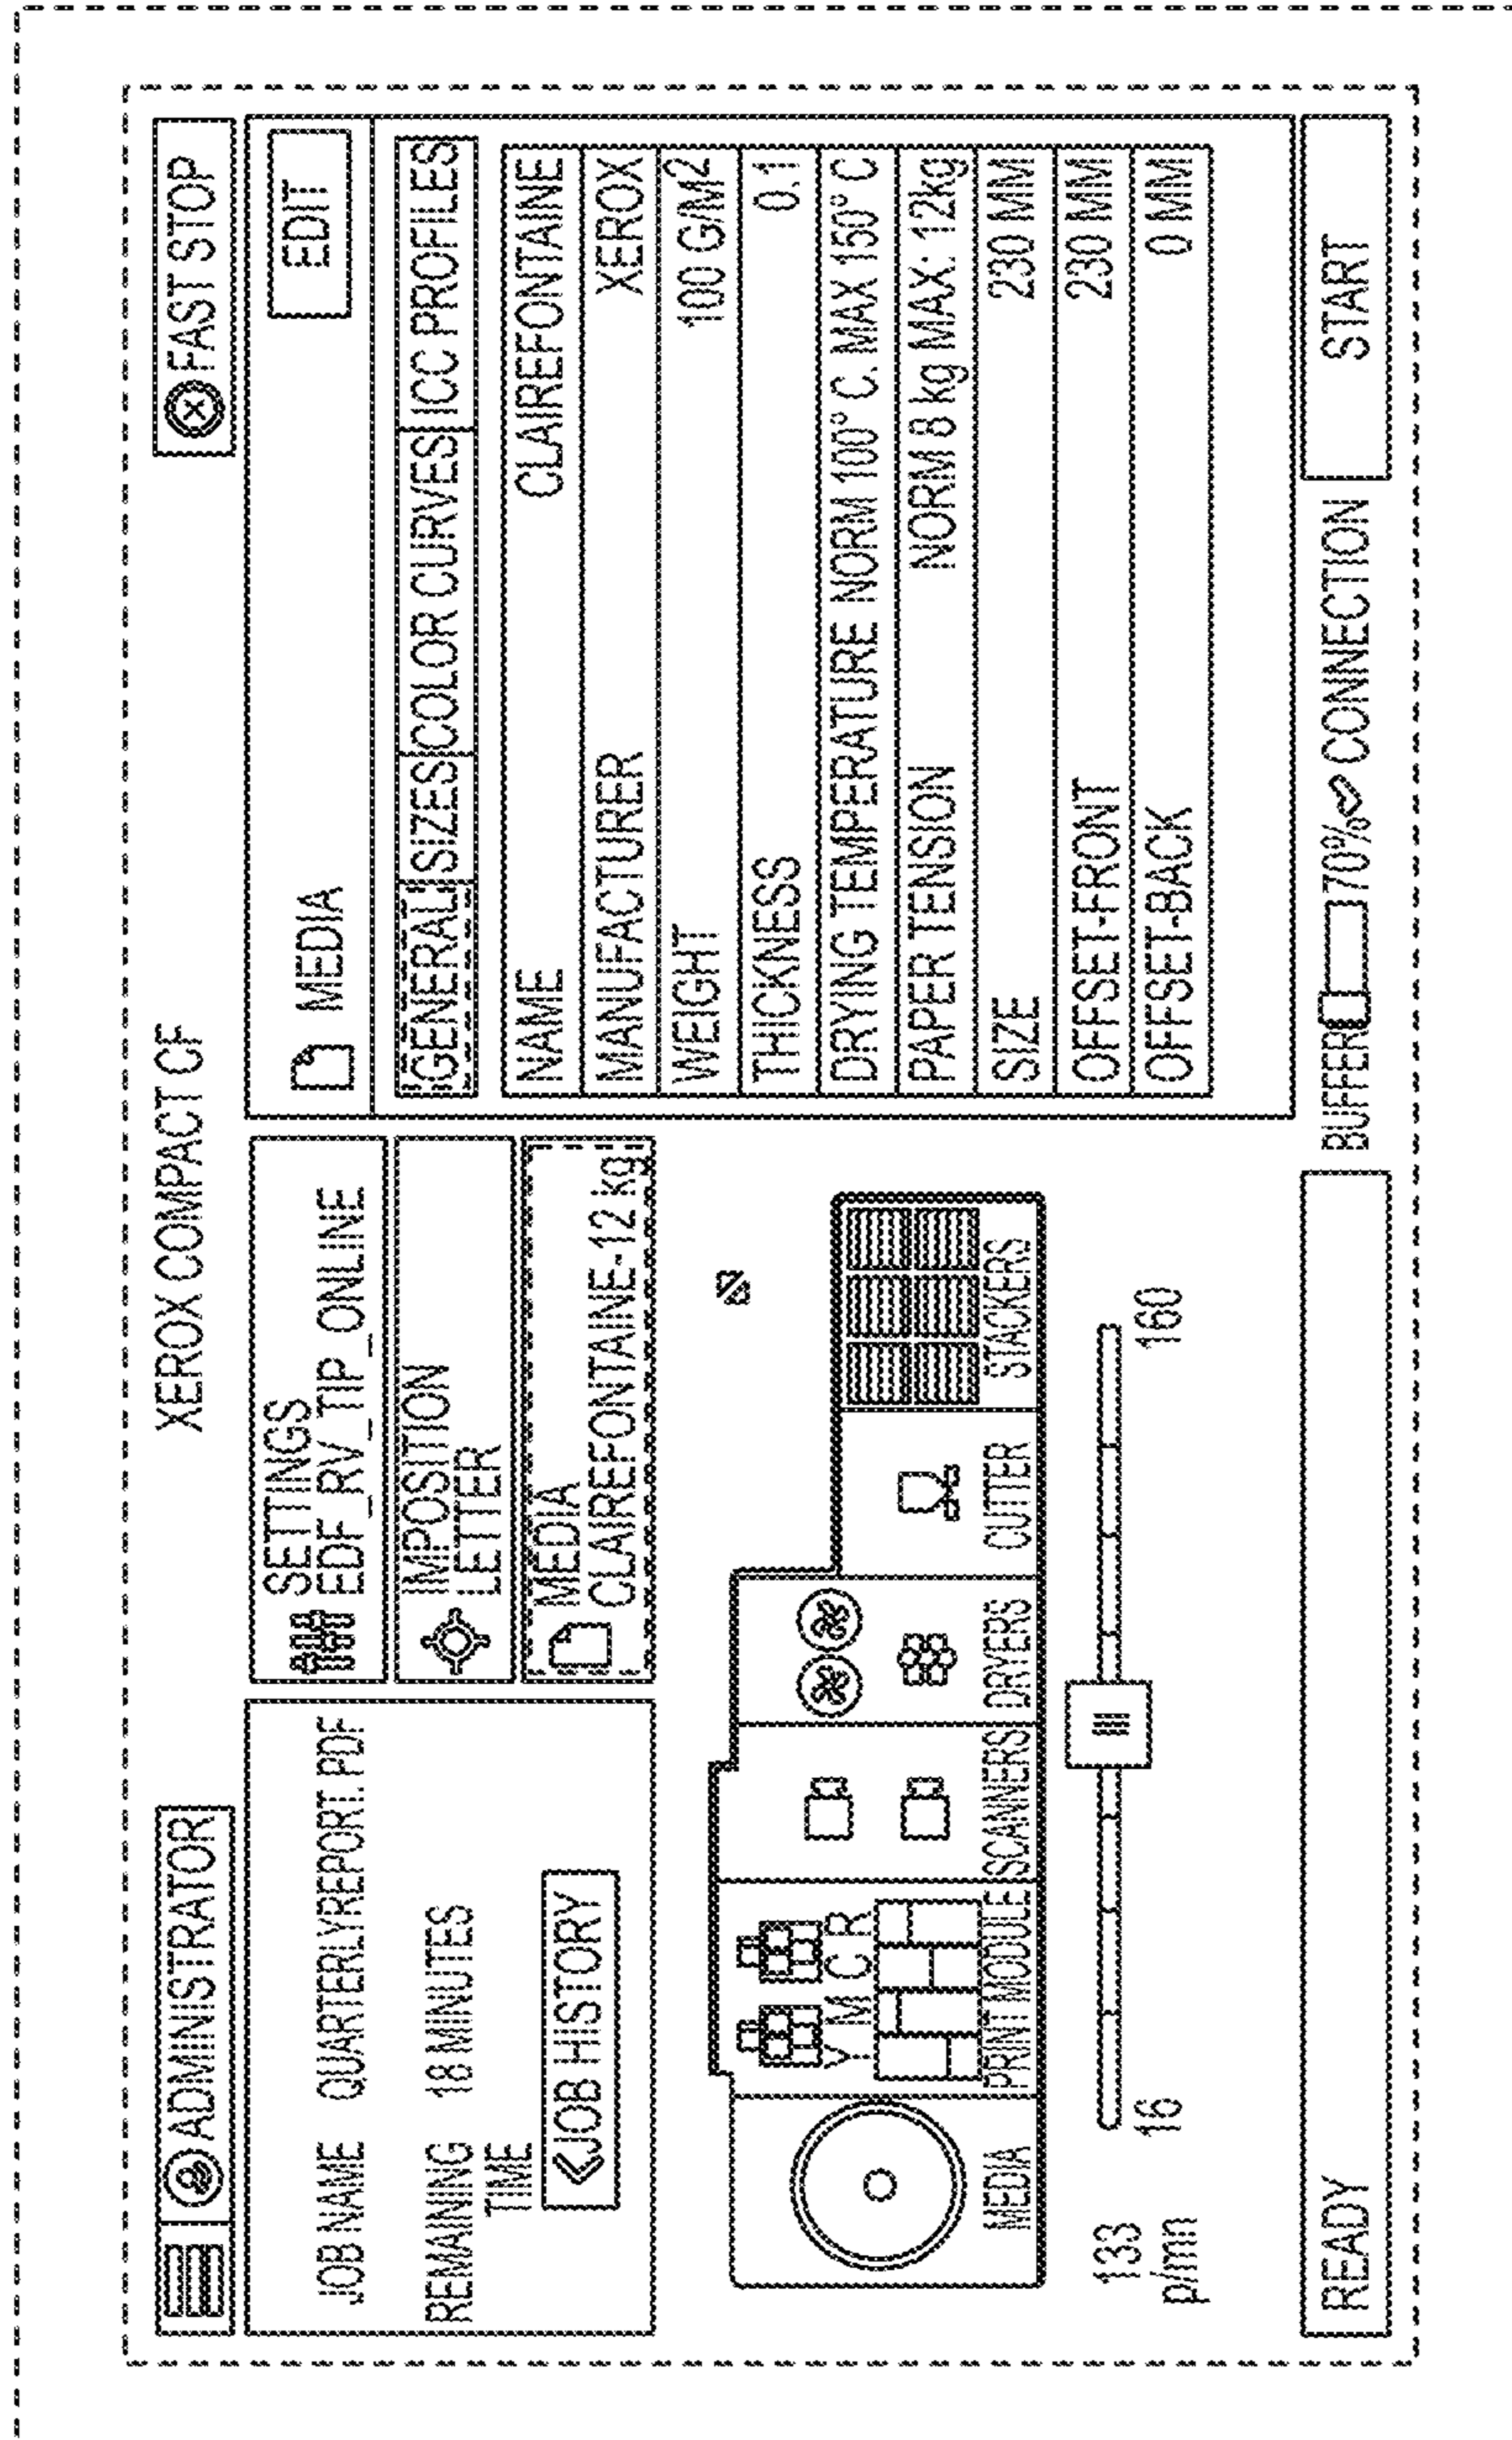 ADMINISTRATOR
XEROX COMPACT CF
FAST STOP
JOB NAME QUARTERLYREPORT.PDF
REMAINING 18 MINUTES
TIME
JOB HISTORY
SETTINGS
EDF_RV_TIP_ONLINE
IMPOSITION
LETTER
MEDIA
CLAIREFONTAINE-12 kg
MEDIA
EDIT
GENERAL SIZES COLOR CURVES ICC PROFILES
NAME CLAIREFONTAINE
MANUFACTURER XEROX
WEIGHT 100 G/M2
THICKNESS 0.1
DRYING TEMPERATURE NORM 100° C. MAX 150° C
PAPER TENSION NORM 8 kg MAX: 12kg
SIZE 230 MM
OFFSET-FRONT 230 MM
OFFSET-BACK 0 MM
Y M C R
MEDIA PRINT MODULE SCANNERS DRYERS CUTTER STACKERS
133
p/mn
16 160
READY
BUFFER 70% CONNECTION
START